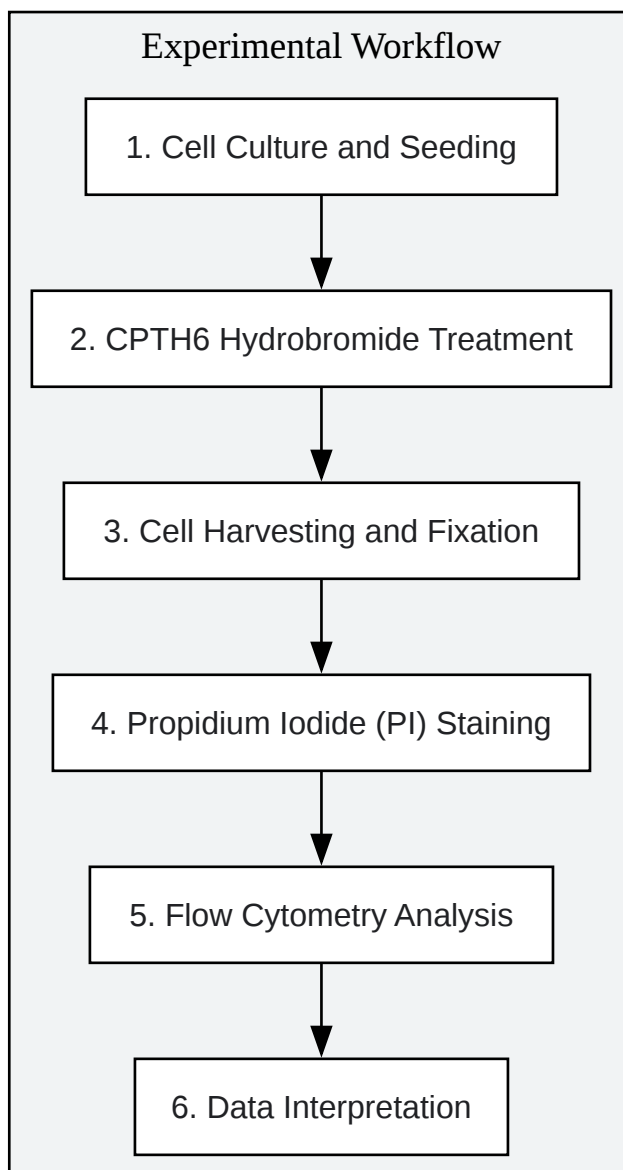 Experimental Workflow
1. Cell Culture and Seeding
2. CPTH6 Hydrobromide Treatment
3. Cell Harvesting and Fixation
4. Propidium Iodide (PI) Staining
5. Flow Cytometry Analysis
6. Data Interpretation